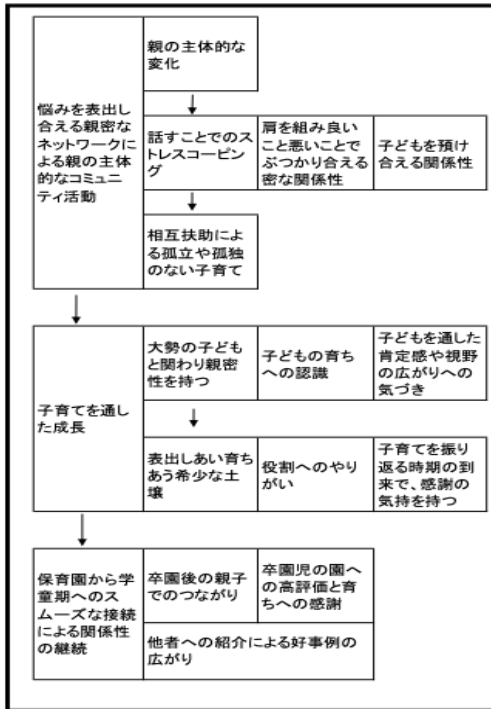 親の主体的な
変化
悩みを表出し
合える親密な
ネットワークに
よる親の主体
的なコミュニ
ティ活動
話すことでのス
トレスコーピン
グ
肩を組み良い
こと悪いことで
ぶつかり合える
密な関係性
子どもを預け
合える関係性
相互扶助によ
る孤立や孤独
のない子育て
子育てを通し
た成長
大勢の子ども
と関わり親密
性を持つ
子どもの育ち
への認識
子どもを通した
肯定感や視野
の広がりへの
気づき
表出しあい育ち
あう希少な土
壌
役割へのやり
がい
子育てを振り
返る時期の到
来で、感謝の
気持を持つ
保育園から学
童期へのス
ムーズな接続
による関係性
の継続
卒園後の親子
でのつながり
卒園児の園へ
の高評価と育
ちへの感謝
他者への紹介による好事例の
広がり